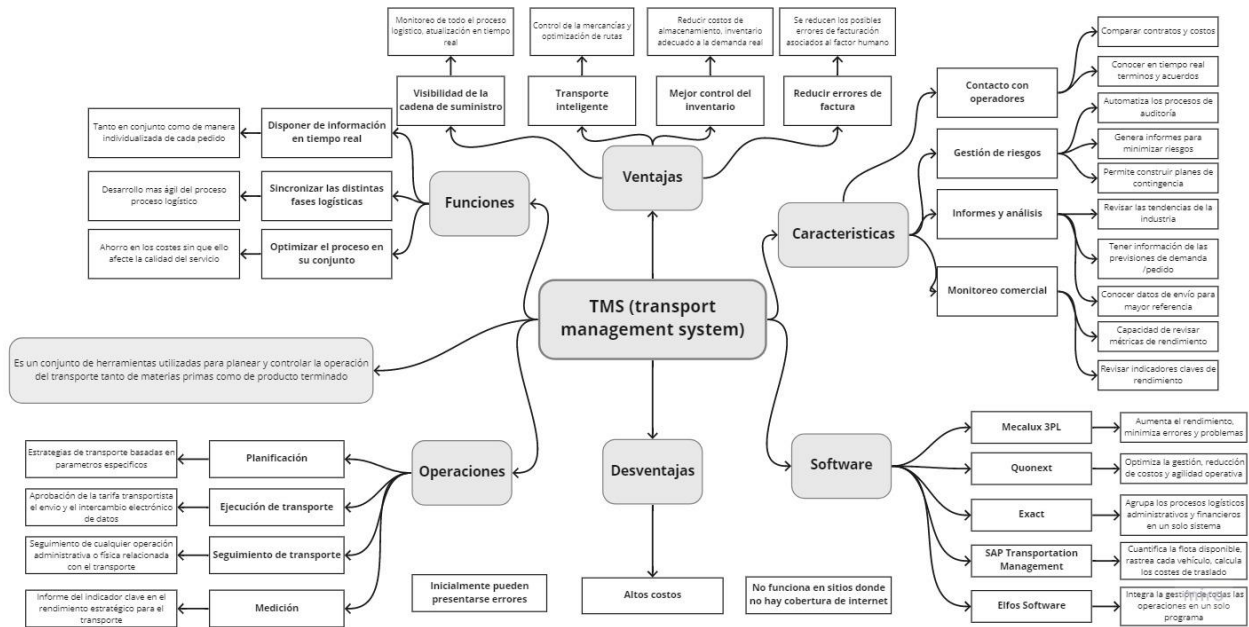 Monitoreo de todo el proceso
logístico, atualización en tiempo
real
Control de la mercancías y
optimización de rutas
Reducir costos de
almacenamiento, inventario
adecuado a la demanda real
Se reducen los posibles
errores de facturación
asociados al factor humano
Visibilidad de la
cadena de suministro
Transporte
inteligente
Mejor control del
inventario
Reducir errores de
factura
Ventajas
Tanto en conjunto como de manera
individualizada de cada pedido
Disponer de información
en tiempo real
Desarrollo mas ágil del proceso
proceso logístico
Sincronizar las distintas
fases logísticas
Ahorro en los costes sin que ello
afecte la calidad del servicio
Optimizar el proceso en
su conjunto
Funciones
Caracteristicas
Contacto con
operadores
Comparar contratos y costos
Conocer en tiempo real
terminos y acuerdos
Gestión de riesgos
Automatiza los procesos de
auditoría
Genera informes para
minimizar riesgos
Permite construir planes de
contingencia
Informes y análisis
Revisar las tendencias de la
industria
Tener información de las
previsiones de demanda
/pedido
Conocer datos de envío para
mayor referencia
Monitoreo comercial
Capacidad de revisar
métricas de rendimiento
Revisar indicadores claves de
rendimiento
TMS (transport
management system)
Es un conjunto de herramientas utilizadas para planear y controlar la operación
del transporte tanto de materias primas como de producto terminado
Operaciones
Planificación
Estrategias de transporte basadas en
parametros especificos
Ejecución de transporte
Aprobación de la tarifa transportista
el envio y el intercambio electrónico
de datos
Seguimiento de transporte
Seguimiento de cualquier operación
administrativa o física relacionada
con el transporte
Medición
Informe del indicador clave en el
rendimiento estratégico para el
transporte
Desventajas
Inicialmente pueden
presentarse errores
Altos costos
No funciona en sitios donde
no hay cobertura de internet
Software
Mecalux 3PL
Aumenta el rendimiento,
minimiza errores y problemas
Quonext
Optimiza la gestión, reducción
de costos y agilidad operativa
Exact
Agrupa los procesos logísticos
administrativos y financieros
en un solo sistema
SAP Transportation
Management
Cuantifica la flota disponible,
rastrea cada vehículo, calcula
los costes de traslado
Elfos Software
Integra la gestión de todas las
operaciones en un solo
programa
miro